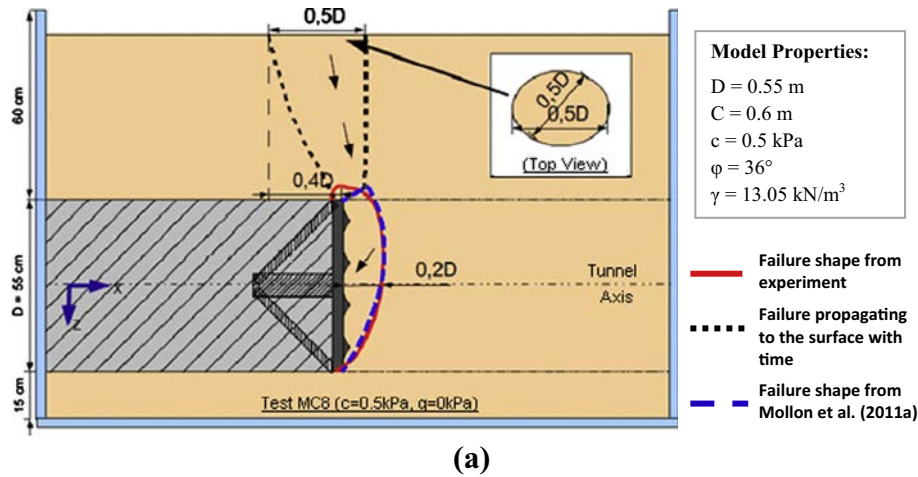 0,5D
60 cm
0,5D
0,5D
(Top View)
0,4D
D = 55 cm
x
z
0,2D
Tunnel
Axis
15 cm
Test MC8 (c=0.5kPa, q=0kPa)
Model Properties:
D = 0.55 m
C = 0.6 m
c = 0.5 kPa
φ = 36°
γ = 13.05 kN/m³
Failure shape from
experiment
Failure propagating
to the surface with
time
Failure shape from
Mollon et al. (2011a)
(a)